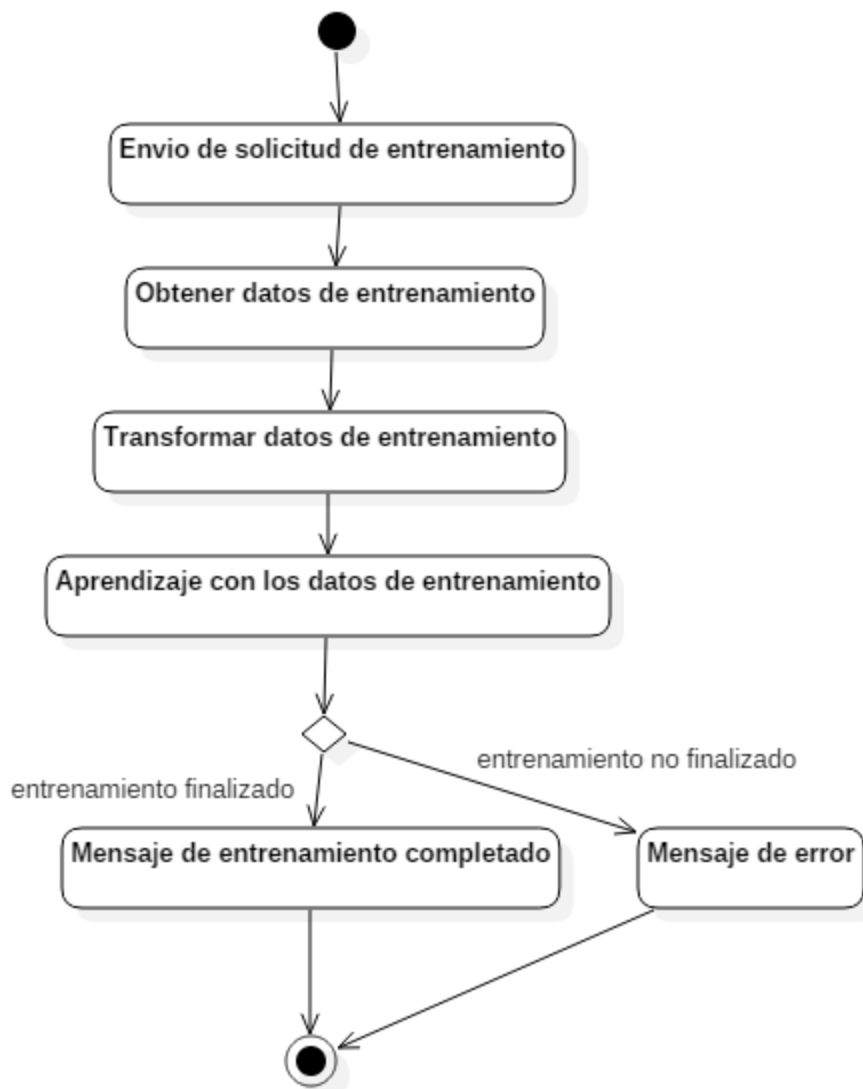 Envio de solicitud de entrenamiento
Obtener datos de entrenamiento
Transformar datos de entrenamiento
Aprendizaje con los datos de entrenamiento
entrenamiento no finalizado
entrenamiento finalizado
Mensaje de entrenamiento completado
Mensaje de error